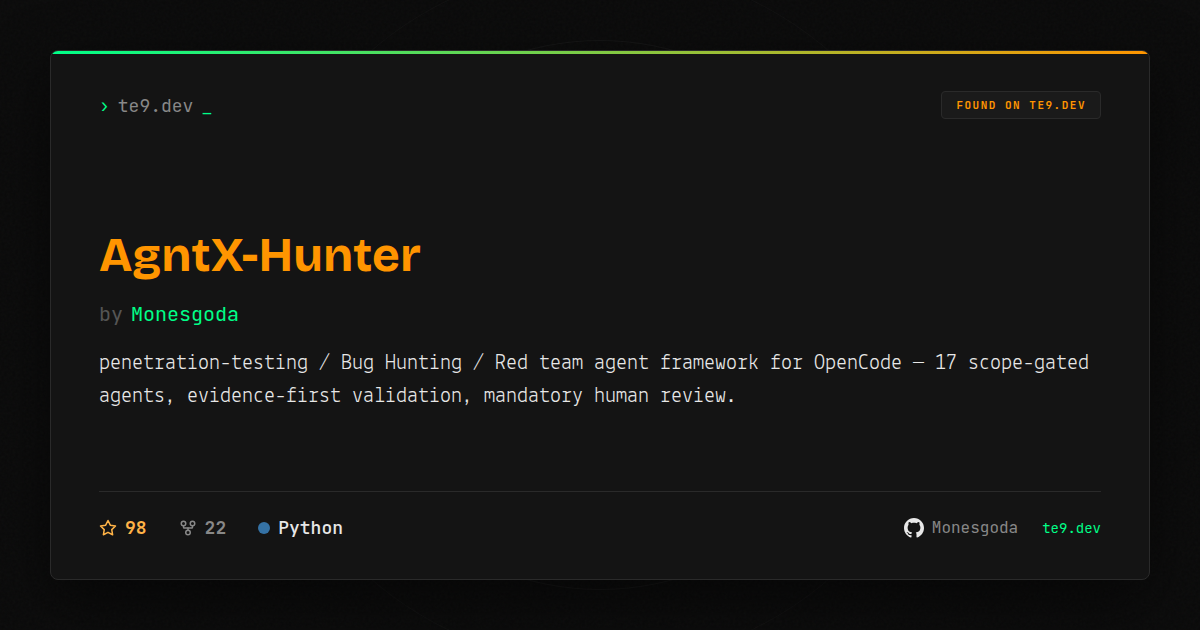 › te9.dev _
FOUND ON TE9.DEV
AgntX-Hunter
by Monesgoda
penetration-testing / Bug Hunting / Red team agent framework for OpenCode — 17 scope-gated
agents, evidence-first validation, mandatory human review.
98 22 Python
Monesgoda te9.dev